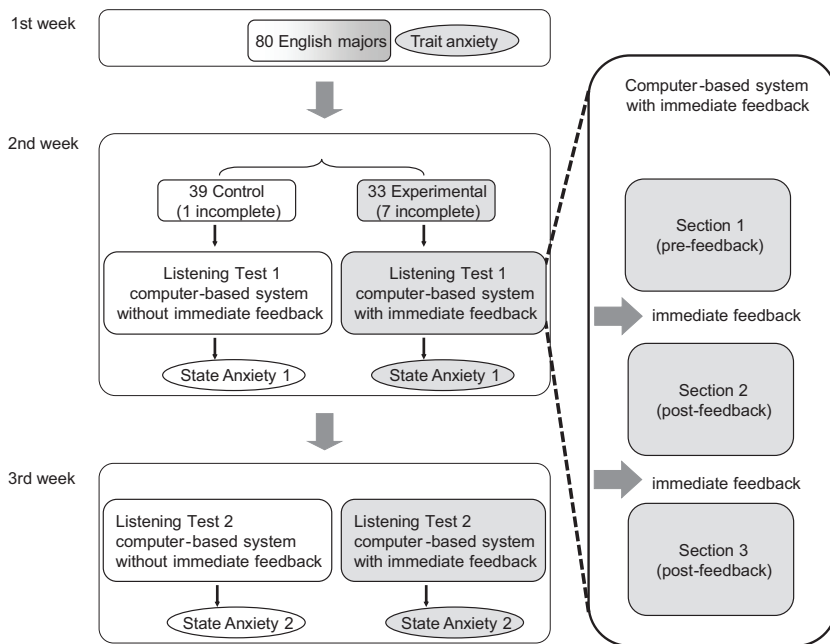 1st week
80 English majors
Trait anxiety
2nd week
39 Control
(1 incomplete)
33 Experimental
(7 incomplete)
Listening Test 1
computer-based system
without immediate feedback
Listening Test 1
computer-based system
with immediate feedback
State Anxiety 1
State Anxiety 1
3rd week
Listening Test 2
computer-based system
without immediate feedback
Listening Test 2
computer-based system
with immediate feedback
State Anxiety 2
State Anxiety 2
Computer-based system
with immediate feedback
Section 1
(pre-feedback)
immediate feedback
Section 2
(post-feedback)
immediate feedback
Section 3
(post-feedback)